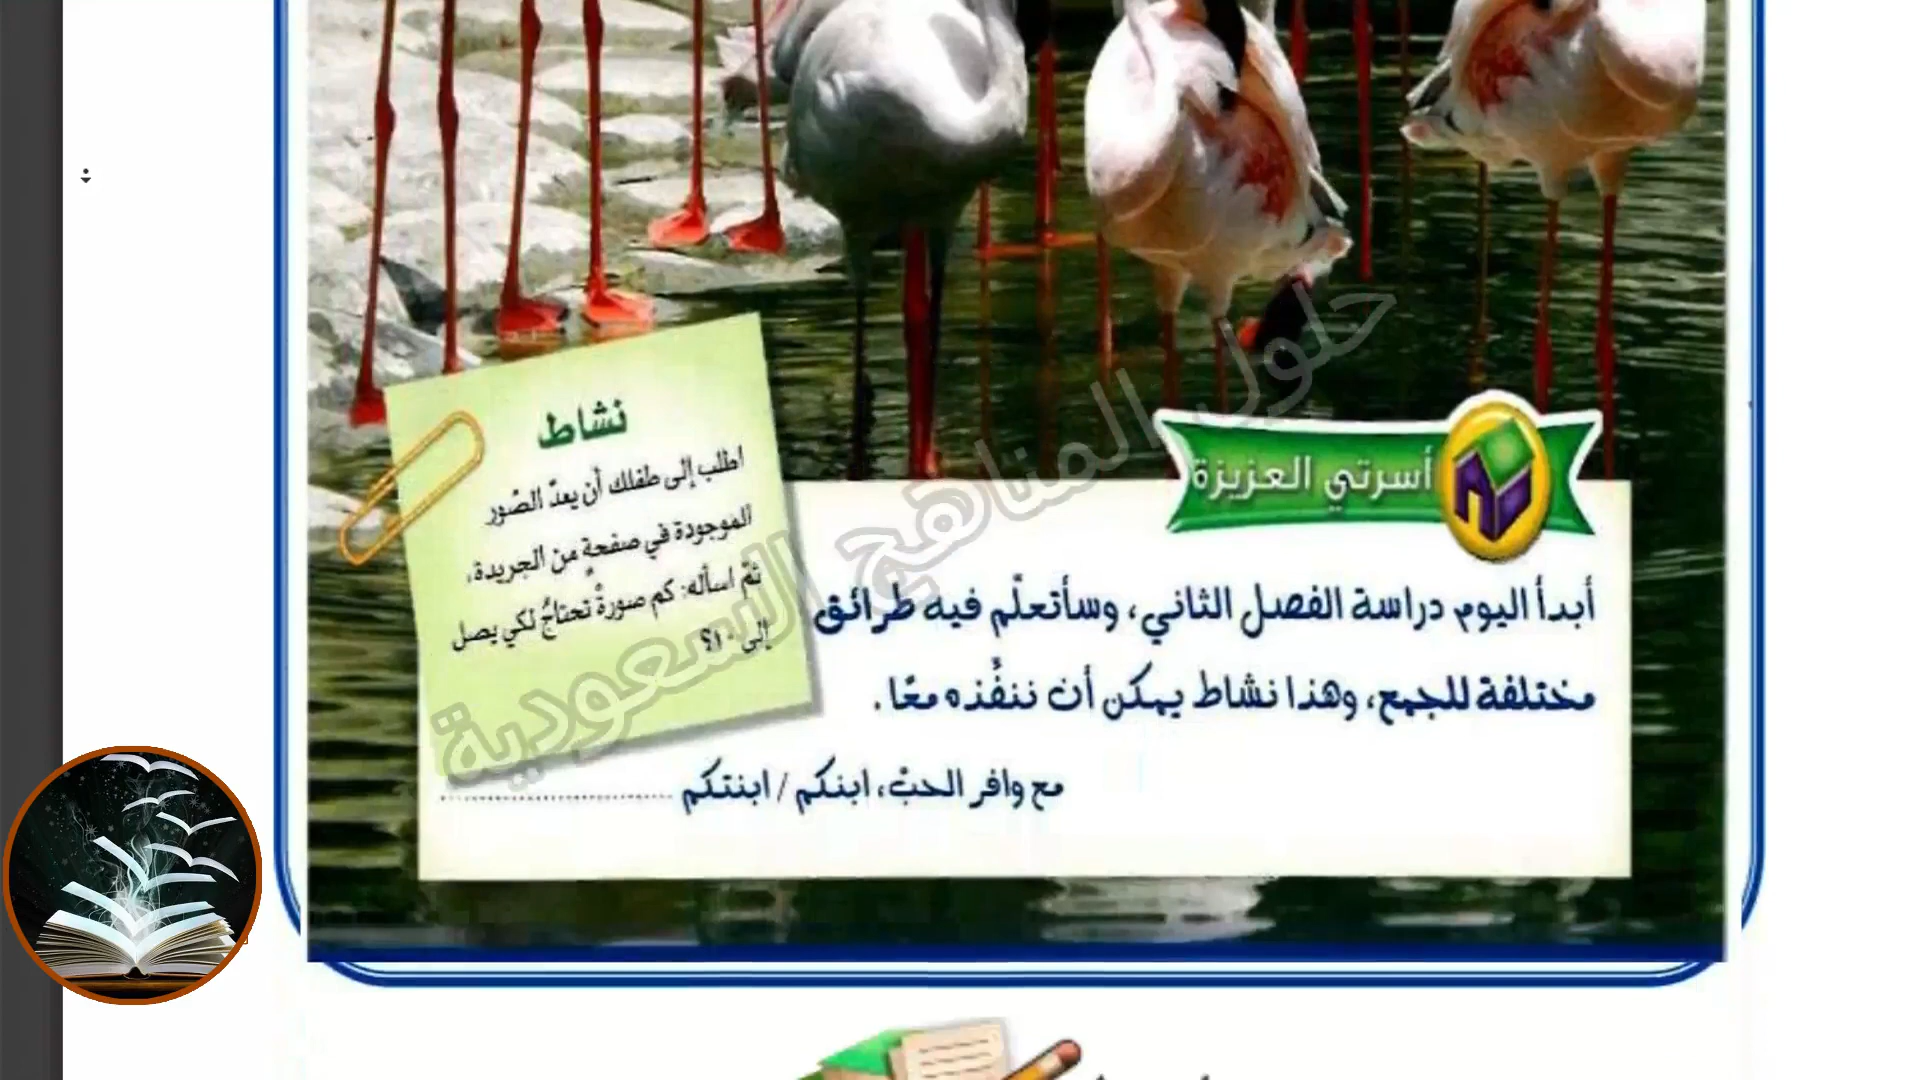 نشاط
اطلب إلى طفلك أن يعدّ الصّور
الموجودة في صفحةٍ من الجريدة،
ثمّ اسأله: كم صورةً تحتاجُ لكي يصل
إلى ١٠؟
أسرتي العزيزة
أبدأ اليوم دراسة الفصل الثاني، وسأتعلّم فيه طرائق
مختلفة للجمع، وهذا نشاط يمكن أن ننفِّذه معًا.
مع وافر الحبّ، ابنكم / ابنتكم ........................
حلول المناهج السعودية